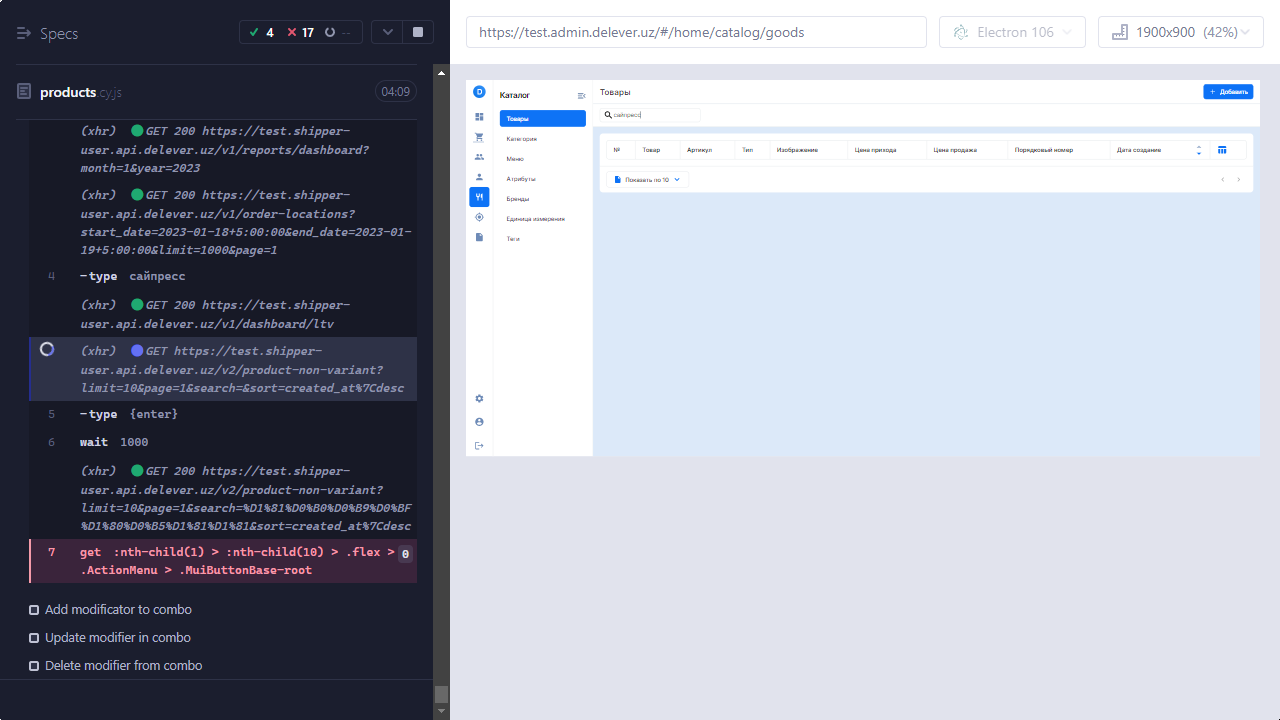 Specs
4
17
--
products.cy.js
04:09
(xhr) GET 200 https://test.shipper-
user.api.delever.uz/v1/reports/dashboard?
month=1&year=2023
(xhr) GET 200 https://test.shipper-
user.api.delever.uz/v1/order-locations?
start_date=2023-01-18+5:00:00&end_date=2023-01-
19+5:00:00&limit=1000&page=1
4 -type сайпресс
(xhr) GET 200 https://test.shipper-
user.api.delever.uz/v1/dashboard/ltv
(xhr) GET https://test.shipper-
user.api.delever.uz/v2/product-non-variant?
limit=10&page=1&search=&sort=created_at%7Cdesc
5 -type {enter}
6 wait 1000
(xhr) GET 200 https://test.shipper-
user.api.delever.uz/v2/product-non-variant?
limit=10&page=1&search=%D1%81%D0%B0%D0%B9%D0%BF
%D1%80%D0%B5%D1%81%D1%81&sort=created_at%7Cdesc
7 get :nth-child(1) > :nth-child(10) > .flex > 0
.ActionMenu > .MuiButtonBase-root
Add modificator to combo
Update modifier in combo
Delete modifier from combo
https://test.admin.delever.uz/#/home/catalog/goods
Electron 106
1900x900 (42%)
D
Каталог
Товары
Категория
Меню
Атрибуты
Бренды
Единица измерения
Теги
Товары
+ Добавить
сайпресс
№ Товар Артикул Тип Изображение Цена прихода Цена продажа Порядковый номер Дата создание
Показать по 10